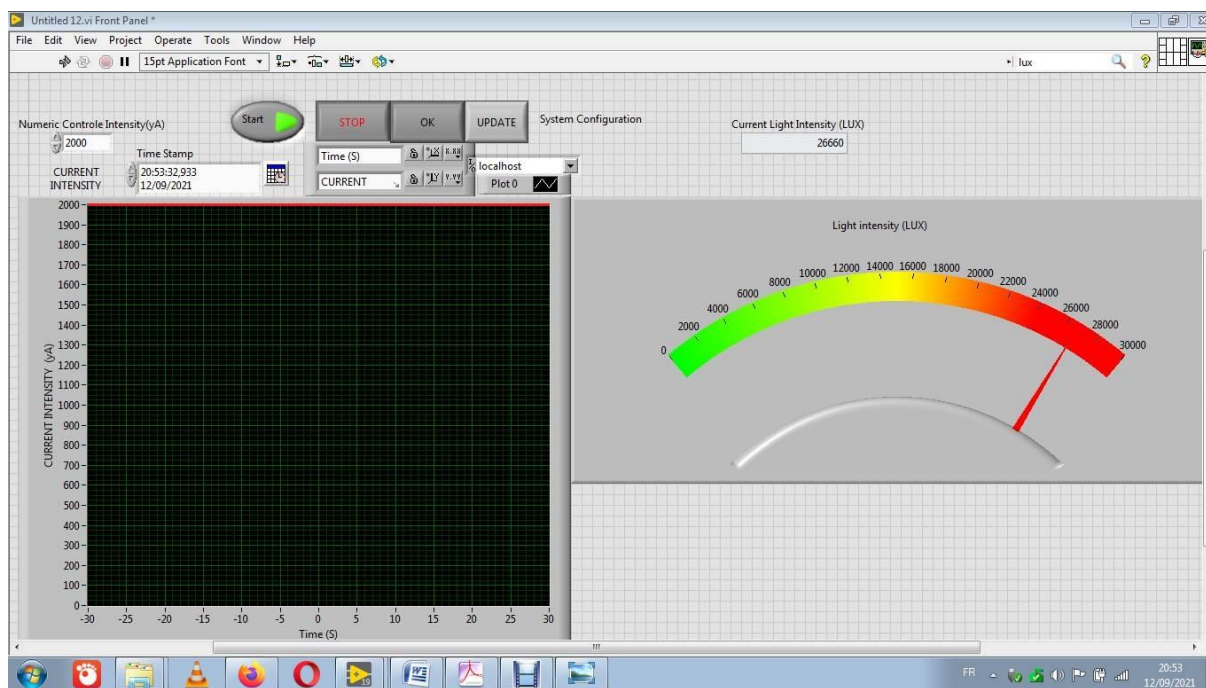 Untitled 12.vi Front Panel *
File Edit View Project Operate Tools Window Help
15pt Application Font
lux
Numeric Controle Intensity(yA)
2000
Start
STOP
OK
UPDATE
System Configuration
Current Light Intensity (LUX)
26660
CURRENT
INTENSITY
Time Stamp
20:53:32,933
12/09/2021
Time (S)
CURRENT
localhost
Plot 0
2000
1900
1800
1700
1600
1500
1400
1300
1200
1100
1000
900
800
700
600
500
400
300
200
100
0
CURRENT INTENSITY (yA)
-30 -25 -20 -15 -10 -5 0 5 10 15 20 25 30
Time (S)
Light intensity (LUX)
0 2000 4000 6000 8000 10000 12000 14000 16000 18000 20000 22000 24000 26000 28000 30000
19
FR
20:53
12/09/2021